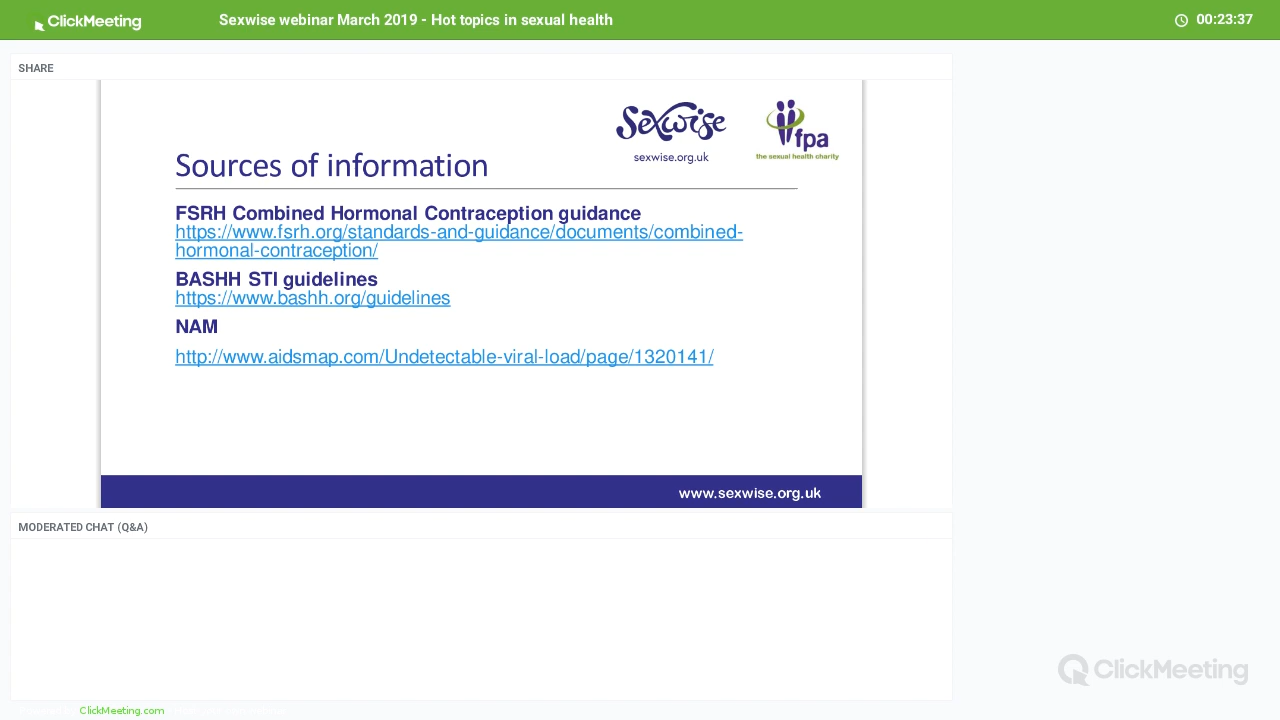 ClickMeeting
Sexwise webinar March 2019 - Hot topics in sexual health
00:23:37
SHARE
Sexwise
sexwise.org.uk
fpa
the sexual health charity
Sources of information
FSRH Combined Hormonal Contraception guidance
https://www.fsrh.org/standards-and-guidance/documents/combined-
hormonal-contraception/
BASHH STI guidelines
https://www.bashh.org/guidelines
NAM
http://www.aidsmap.com/Undetectable-viral-load/page/1320141/
www.sexwise.org.uk
MODERATED CHAT (Q&A)
ClickMeeting
ClickMeeting.com